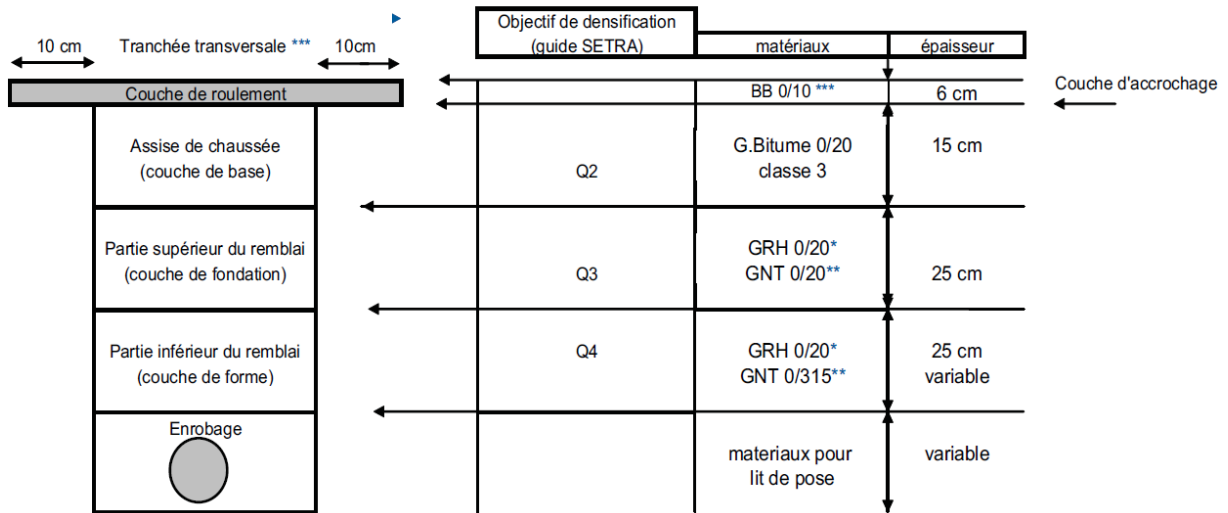 10 cm
Tranchée transversale ***
10cm
Couche de roulement
Assise de chaussée
(couche de base)
Partie supérieur du remblai
(couche de fondation)
Partie inférieur du remblai
(couche de forme)
Enrobage
Objectif de densification
(guide SETRA)
matériaux
épaisseur
BB 0/10 ***
6 cm
Couche d'accrochage
Q2
G.Bitume 0/20
classe 3
15 cm
Q3
GRH 0/20*
GNT 0/20**
25 cm
Q4
GRH 0/20*
GNT 0/315**
25 cm
variable
materiaux pour
lit de pose
variable